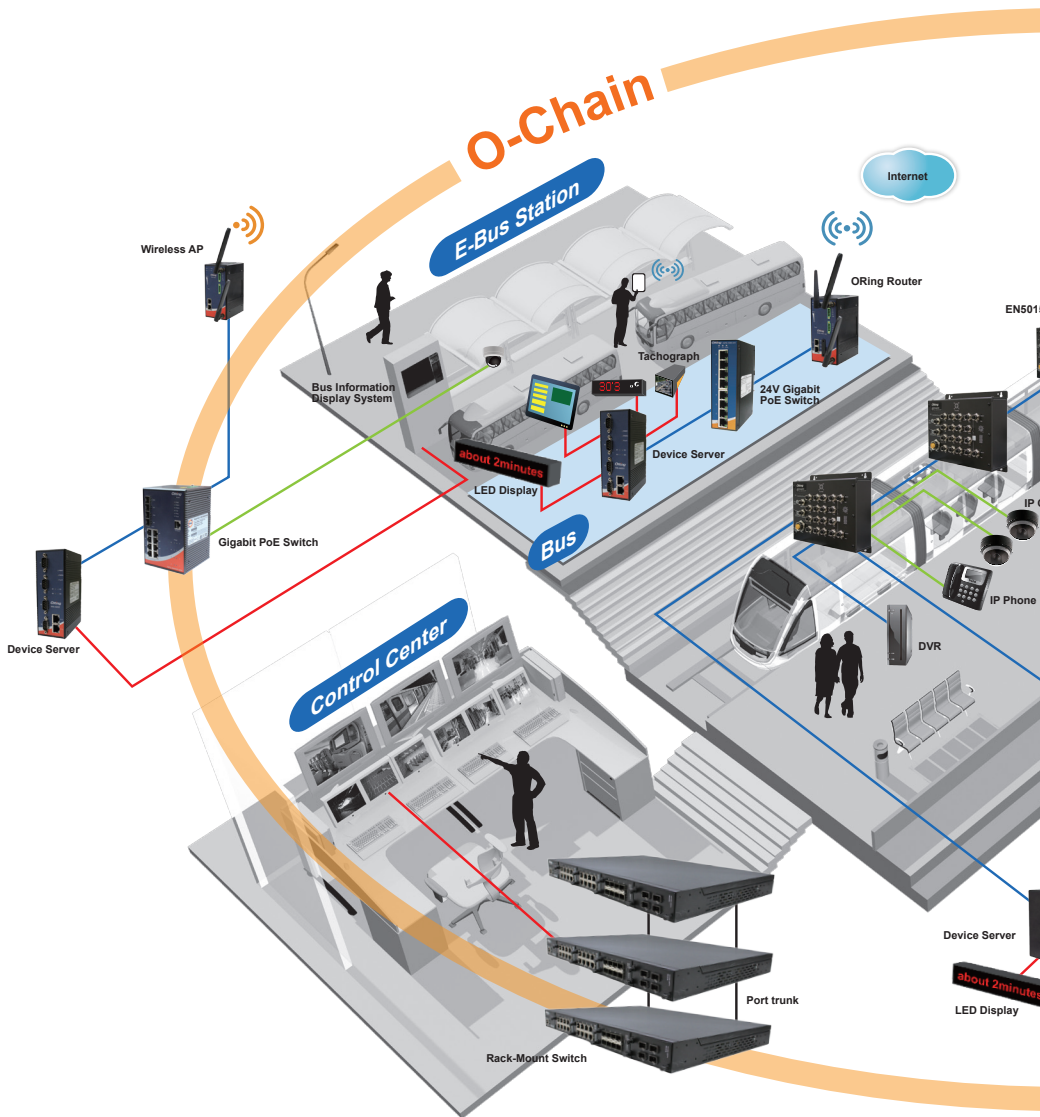 O-Chain
Internet
E-Bus Station
Wireless AP
ORing Router
EN5015
Tachograph
Bus Information
Display System
24V Gigabit
PoE Switch
about 2minutes
Device Server
LED Display
Bus
Gigabit PoE Switch
Device Server
IP Phone
DVR
Control Center
Device Server
about 2minutes
LED Display
Port trunk
Rack-Mount Switch